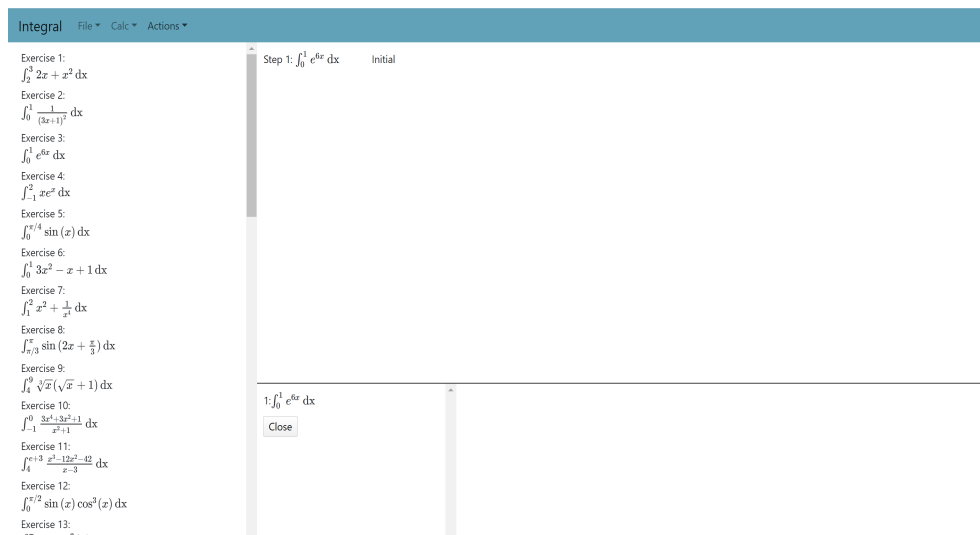 Integral File Calc Actions
Exercise 1:
∫₂³ 2x + x² dx
Exercise 2:
∫₀¹ 1/(3x+1)² dx
Exercise 3:
∫₀¹ e⁶ˣ dx
Exercise 4:
∫₋₁² xeˣ dx
Exercise 5:
∫₀^(π/4) sin (x) dx
Exercise 6:
∫₀¹ 3x² − x + 1 dx
Exercise 7:
∫₁² x² + 1/x⁴ dx
Exercise 8:
∫_(π/3)^π sin (2x + π/3) dx
Exercise 9:
∫₄⁹ ∛x(√x + 1) dx
Exercise 10:
∫₋₁⁰ (3x⁴+3x²+1)/(x²+1) dx
Exercise 11:
∫₄^(e+3) (x³−12x²−42)/(x−3) dx
Exercise 12:
∫₀^(π/2) sin (x) cos³(x) dx
Exercise 13:
Step 1: ∫₀¹ e⁶ˣ dx Initial
1:∫₀¹ e⁶ˣ dx
Close